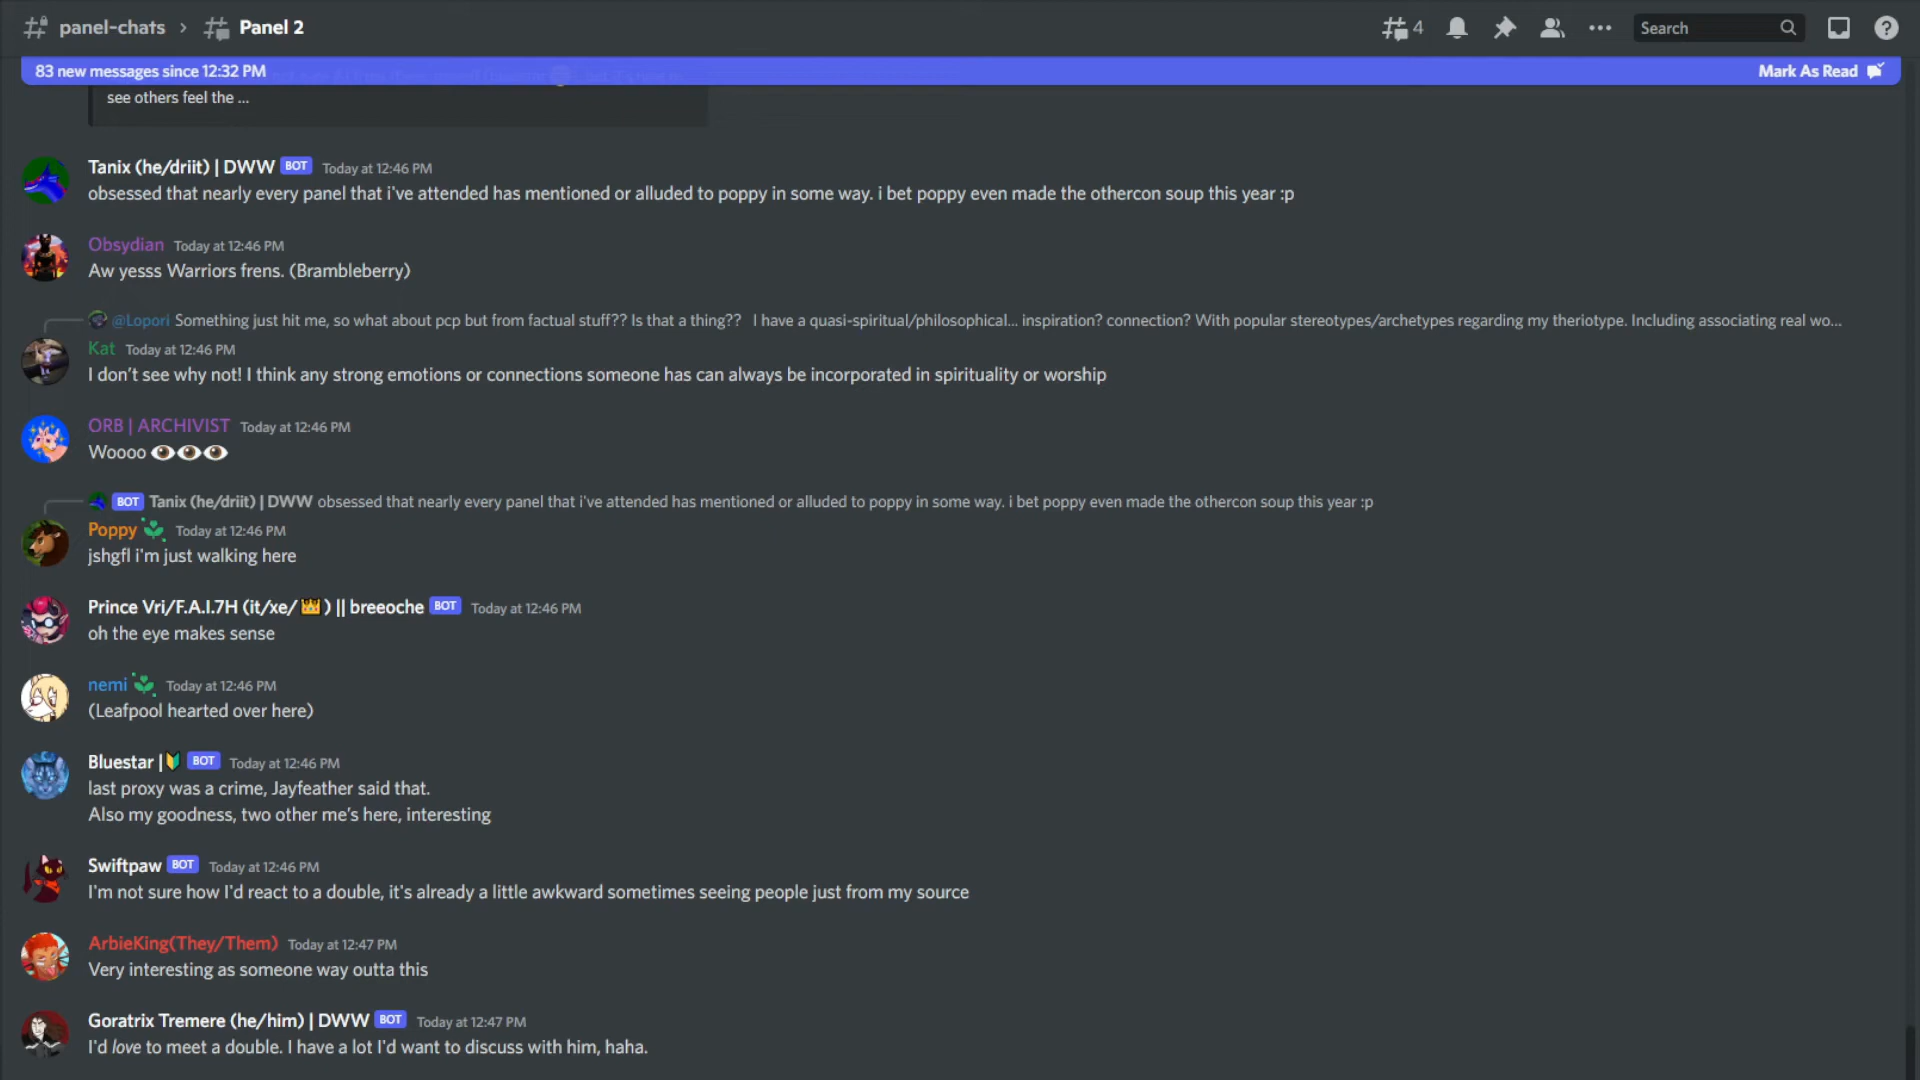 panel-chats › Panel 2
4
Search
83 new messages since 12:32 PM
Mark As Read
see others feel the ...
Tanix (he/driit) | DWW BOT Today at 12:46 PM
obsessed that nearly every panel that i've attended has mentioned or alluded to poppy in some way. i bet poppy even made the othercon soup this year :p
Obsydian Today at 12:46 PM
Aw yesss Warriors frens. (Brambleberry)
@Lopori Something just hit me, so what about pcp but from factual stuff?? Is that a thing?? I have a quasi-spiritual/philosophical... inspiration? connection? With popular stereotypes/archetypes regarding my theriotype. Including associating real wo...
Kat Today at 12:46 PM
I don't see why not! I think any strong emotions or connections someone has can always be incorporated in spirituality or worship
ORB | ARCHIVIST Today at 12:46 PM
Woooo 👁️👁️👁️
BOT Tanix (he/driit) | DWW obsessed that nearly every panel that i've attended has mentioned or alluded to poppy in some way. i bet poppy even made the othercon soup this year :p
Poppy Today at 12:46 PM
jshgfl i'm just walking here
Prince Vri/F.A.I.7H (it/xe/👑) || breeoche BOT Today at 12:46 PM
oh the eye makes sense
nemi Today at 12:46 PM
(Leafpool hearted over here)
Bluestar |🔰 BOT Today at 12:46 PM
last proxy was a crime, Jayfeather said that.
Also my goodness, two other me's here, interesting
Swiftpaw BOT Today at 12:46 PM
I'm not sure how I'd react to a double, it's already a little awkward sometimes seeing people just from my source
ArbieKing(They/Them) Today at 12:47 PM
Very interesting as someone way outta this
Goratrix Tremere (he/him) | DWW BOT Today at 12:47 PM
I'd love to meet a double. I have a lot I'd want to discuss with him, haha.